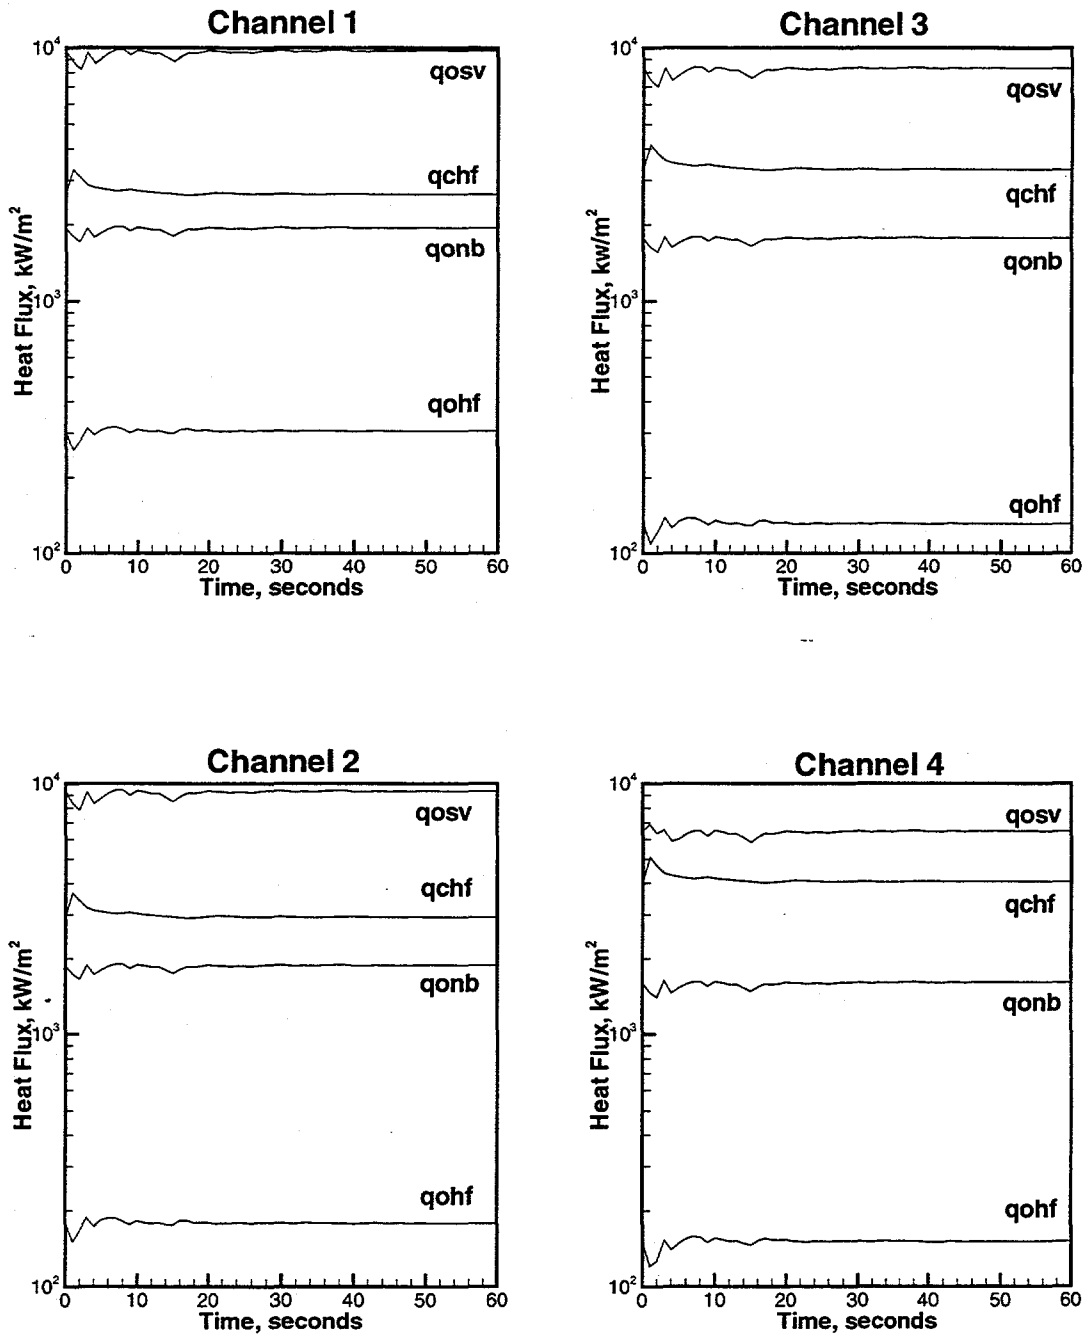 Channel 1
10⁴
qosv
qchf
qonb
10³
qohf
10²
0 10 20 30 40 50 60
Time, seconds
Heat Flux, kW/m²
Channel 3
10⁴
qosv
qchf
qonb
10³
qohf
10²
0 10 20 30 40 50 60
Time, seconds
Heat Flux, kw/m²
Channel 2
10⁴
qosv
qchf
qonb
10³
qohf
10²
0 10 20 30 40 50 60
Time, seconds
Heat Flux, kW/m²
Channel 4
10⁴
qosv
qchf
qonb
10³
qohf
10²
0 10 20 30 40 50 60
Time, seconds
Heat Flux, kW/m²